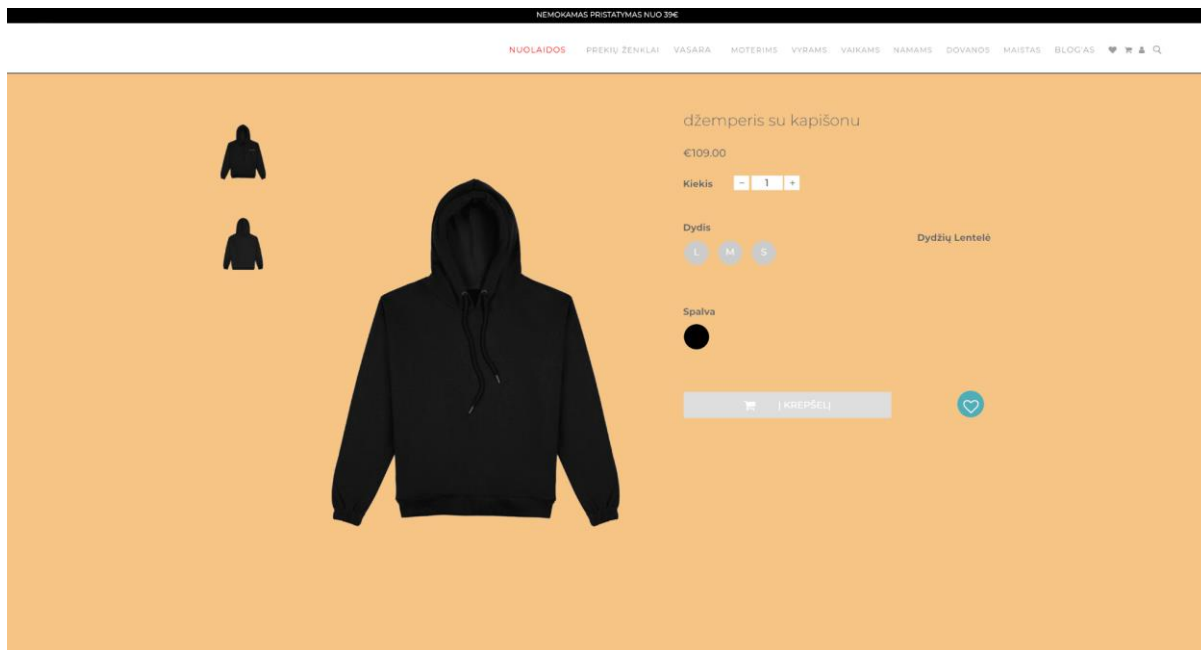 NEMOKAMAS PRISTATYMAS NUO 39€
NUOLAIDOS PREKIŲ ŽENKLAI VASARA MOTERIMS VYRAMS VAIKAMS NAMAMS DOVANOS MAISTAS BLOG'AS
džemperis su kapišonu
€109.00
Kiekis - 1 +
Dydis
Dydžių Lentelė
L M S
Spalva
Į KREPŠELĮ